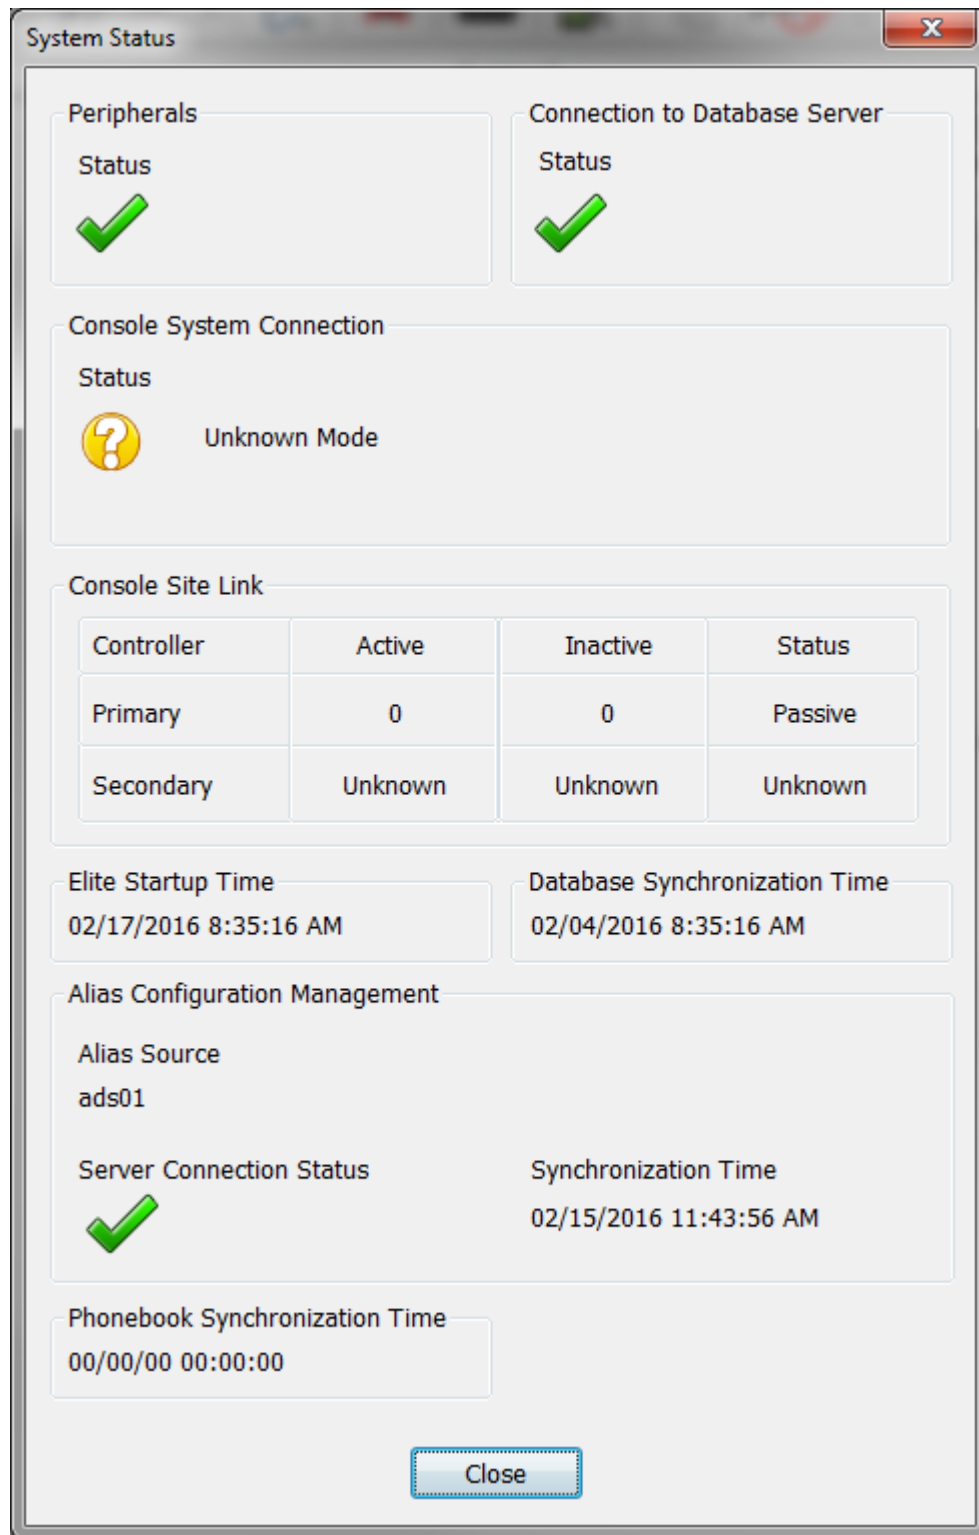 System Status
Peripherals
Status
Connection to Database Server
Status
Console System Connection
Status
Unknown Mode
Console Site Link
Controller Active Inactive Status
Primary 0 0 Passive
Secondary Unknown Unknown Unknown
Elite Startup Time
02/17/2016 8:35:16 AM
Database Synchronization Time
02/04/2016 8:35:16 AM
Alias Configuration Management
Alias Source
ads01
Server Connection Status
Synchronization Time
02/15/2016 11:43:56 AM
Phonebook Synchronization Time
00/00/00 00:00:00
Close